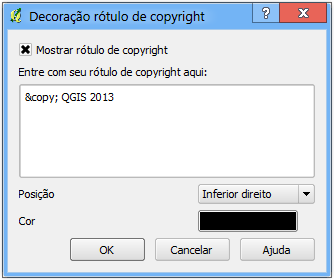 Decoração rótulo de copyright
Mostrar rótulo de copyright
Entre com seu rótulo de copyright aqui:
&copy; QGIS 2013
Posição
Inferior direito
Cor
OK
Cancelar
Ajuda